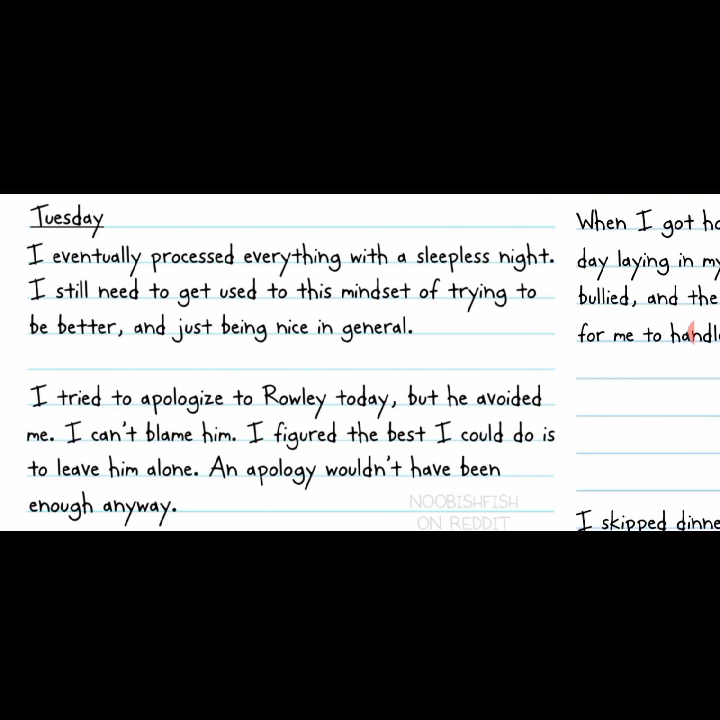 Tuesday
I eventually processed everything with a sleepless night.
I still need to get used to this mindset of trying to
be better, and just being nice in general.
I tried to apologize to Rowley today, but he avoided
me. I can't blame him. I figured the best I could do is
to leave him alone. An apology wouldn't have been
enough anyway.
NOOBISHFISH
ON REDDIT
When I got
day laying in
bullied, and the
for me to
I skipped